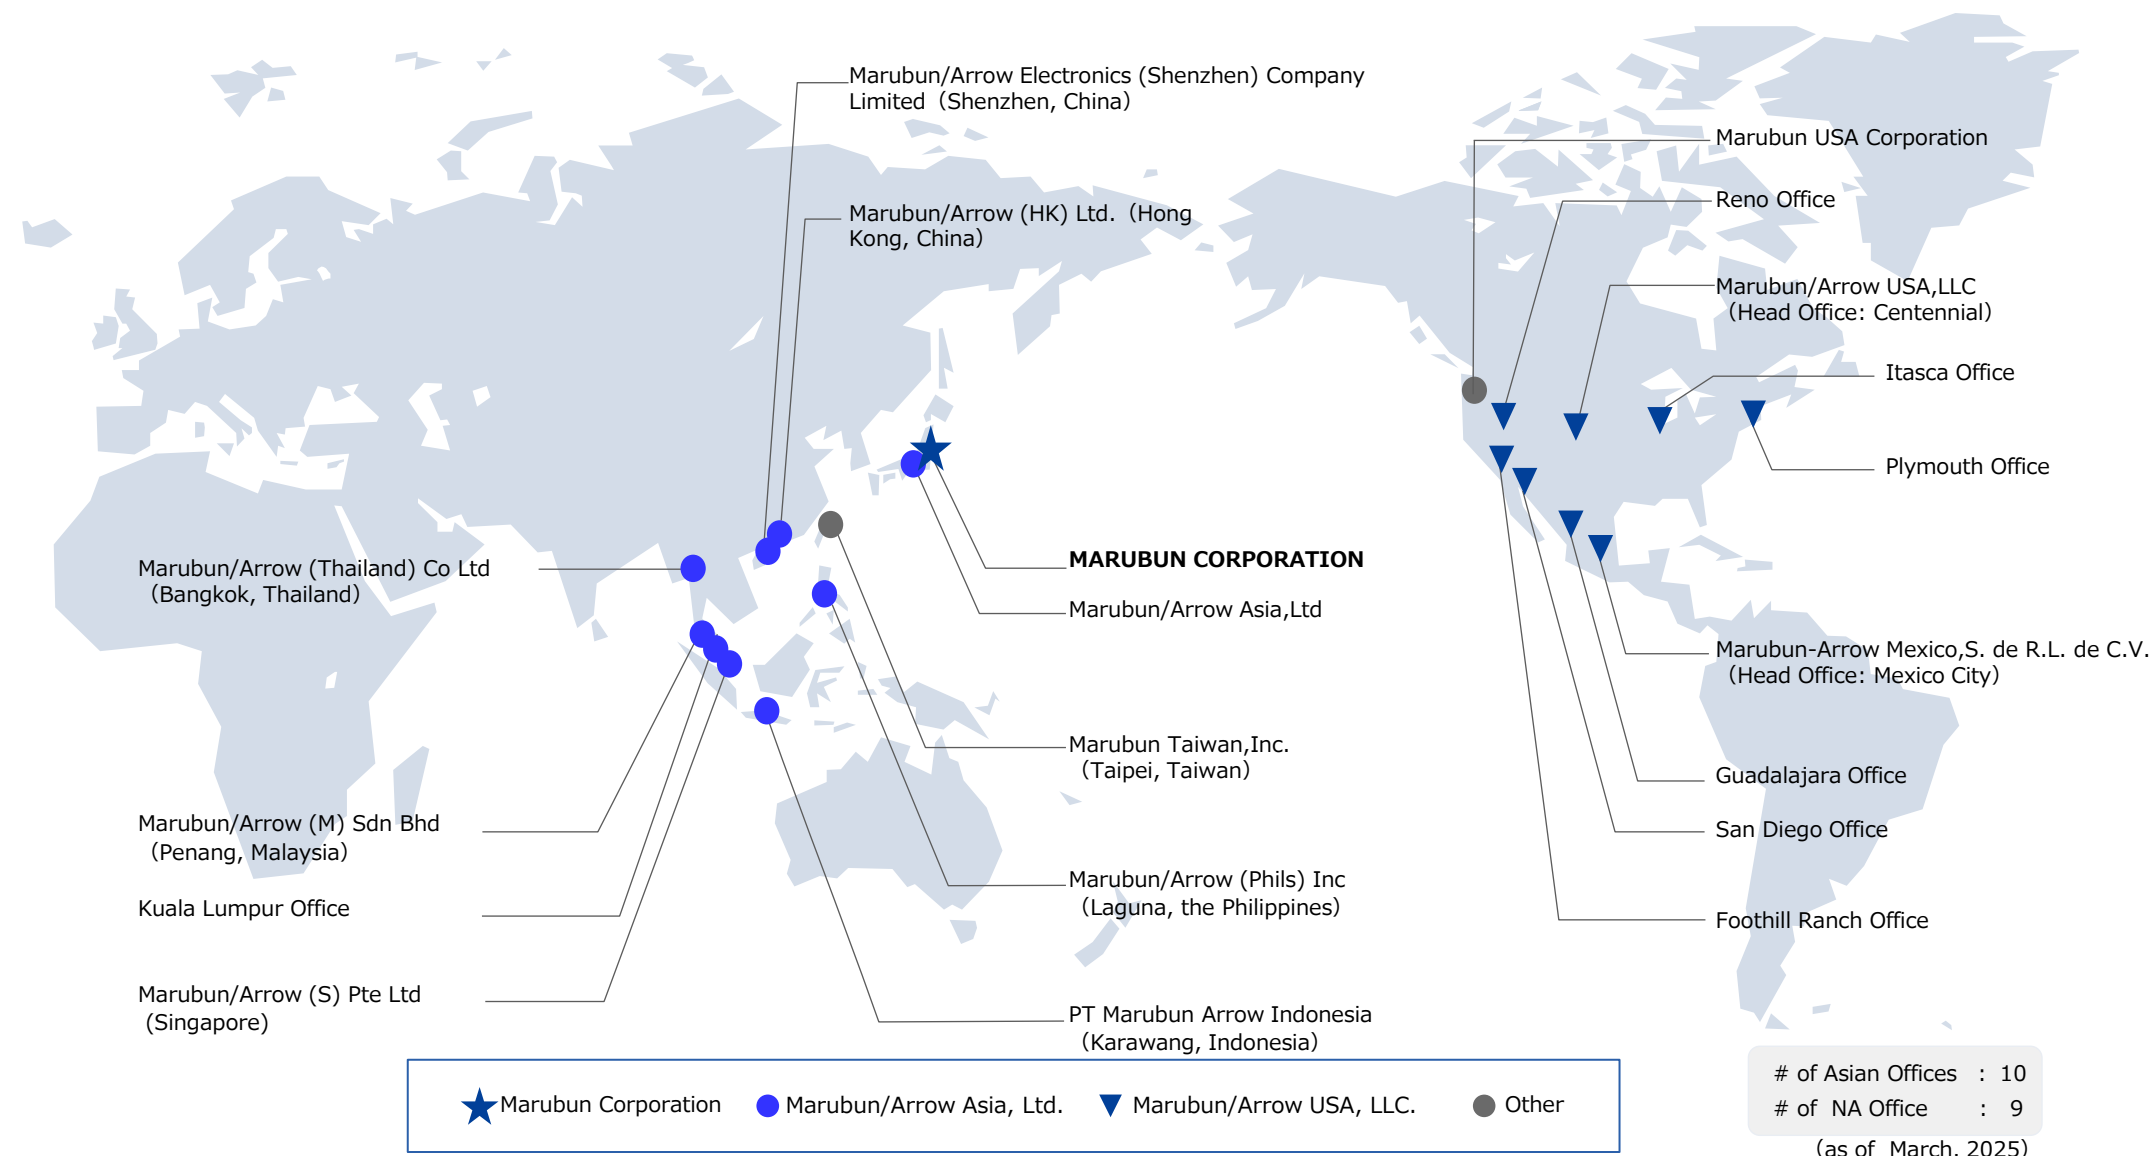 Marubun/Arrow Electronics (Shenzhen) Company
Limited（Shenzhen, China）
Marubun/Arrow (HK) Ltd.（Hong
Kong, China）
Marubun USA Corporation
Reno Office
Marubun/Arrow USA,LLC
（Head Office: Centennial）
Itasca Office
Plymouth Office
Marubun/Arrow (Thailand) Co Ltd
（Bangkok, Thailand）
MARUBUN CORPORATION
Marubun/Arrow Asia,Ltd
Marubun-Arrow Mexico,S. de R.L. de C.V.
（Head Office: Mexico City）
Marubun Taiwan,Inc.
（Taipei, Taiwan）
Guadalajara Office
San Diego Office
Marubun/Arrow (M) Sdn Bhd
（Penang, Malaysia）
Marubun/Arrow (Phils) Inc
（Laguna, the Philippines）
Kuala Lumpur Office
Foothill Ranch Office
Marubun/Arrow (S) Pte Ltd
(Singapore)
PT Marubun Arrow Indonesia
（Karawang, Indonesia）
Marubun Corporation
Marubun/Arrow Asia, Ltd.
Marubun/Arrow USA, LLC.
Other
# of Asian Offices : 10
# of NA Office : 9
（as of March, 2025）